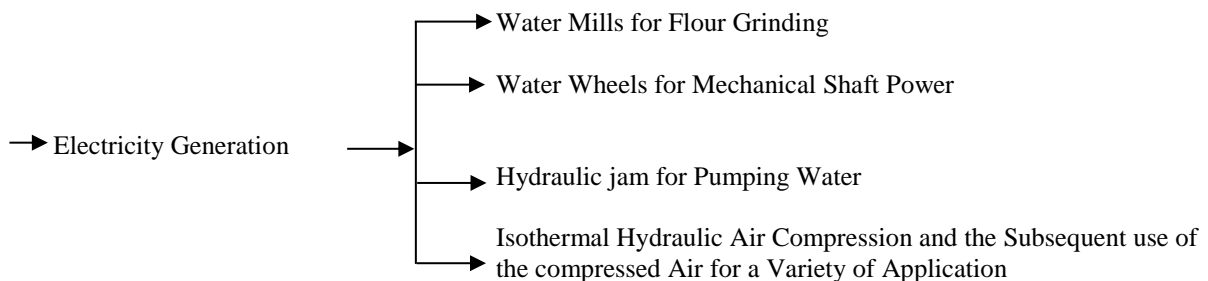 Water Mills for Flour Grinding
Water Wheels for Mechanical Shaft Power
Electricity Generation
Hydraulic jam for Pumping Water
Isothermal Hydraulic Air Compression and the Subsequent use of
the compressed Air for a Variety of Application